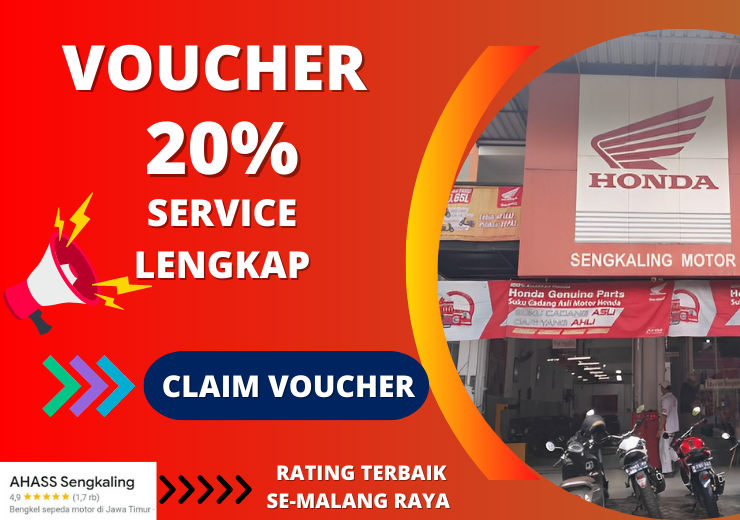 VOUCHER
20%
SERVICE
LENGKAP
CLAIM VOUCHER
AHASS Sengkaling
4,9 ★★★★★ (1,7 rb)
Bengkel sepeda motor di Jawa Timur ·
RATING TERBAIK
SE-MALANG RAYA
HONDA
SENGKALING MOTOR
Honda Genuine Parts
Suku Cadang Asli Motor Honda
SUKU CADANG ASLI
DARI YANG AHLI
Honda